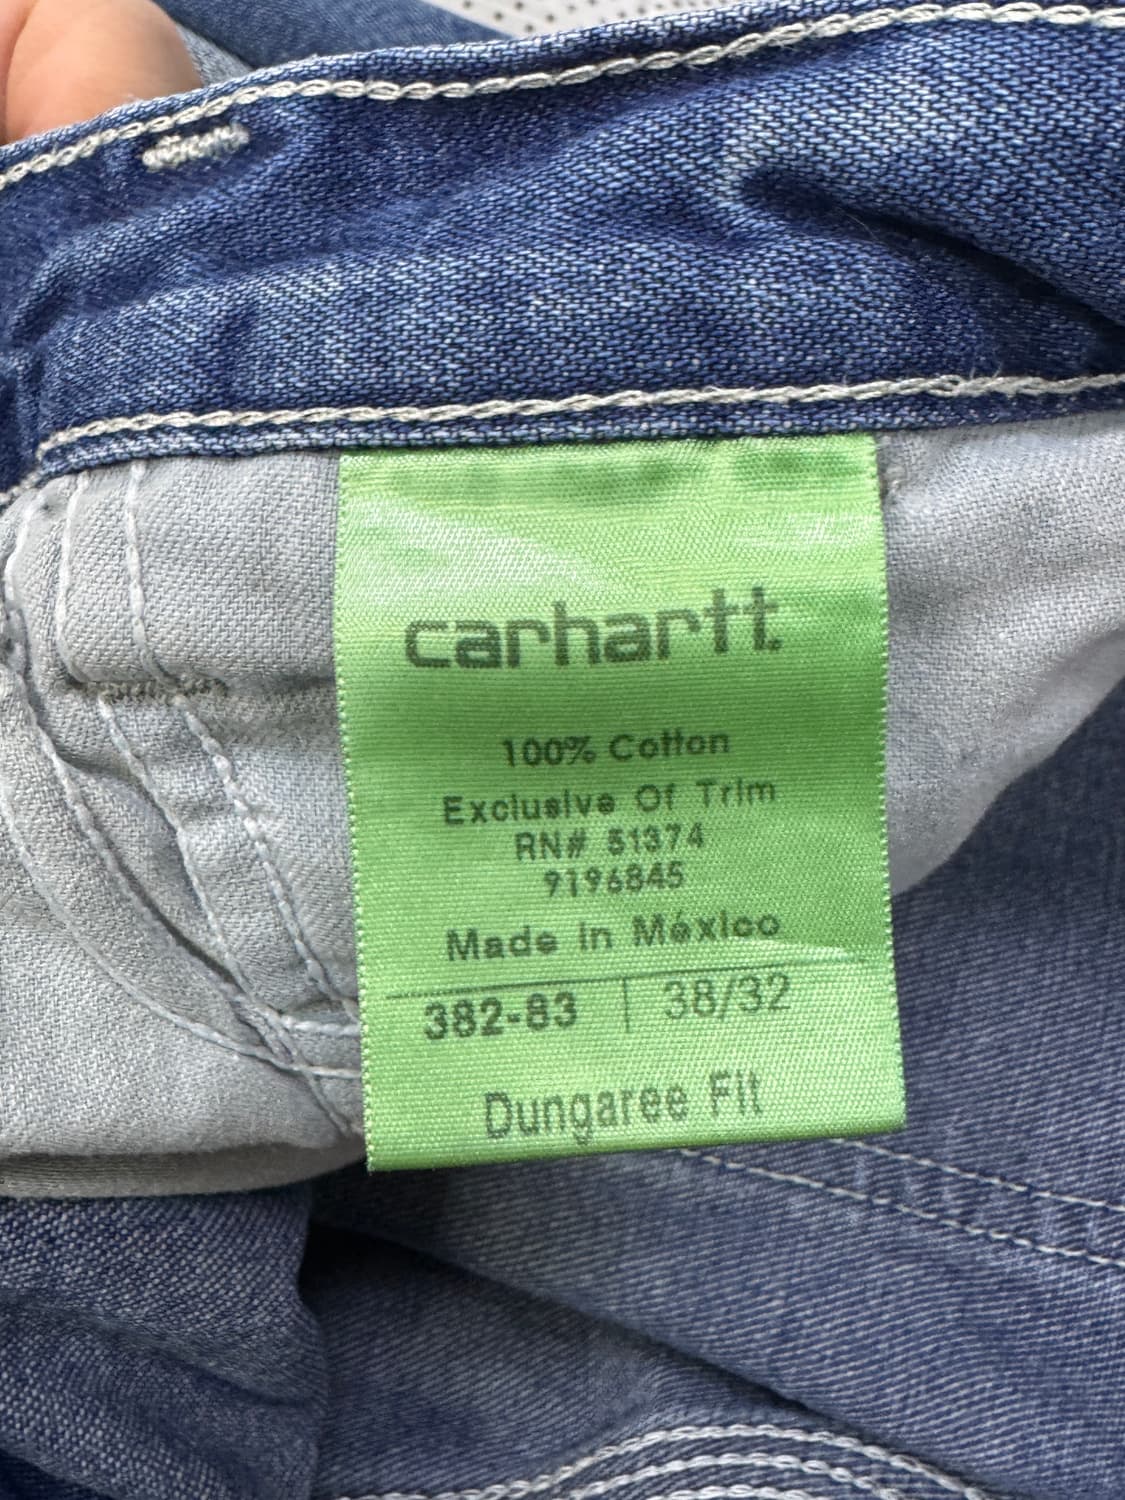 carhartt.
100% Cotton
Exclusive Of Trim
RN# 51374
9196845
Made in México
382-83 | 38/32
Dungaree Fit